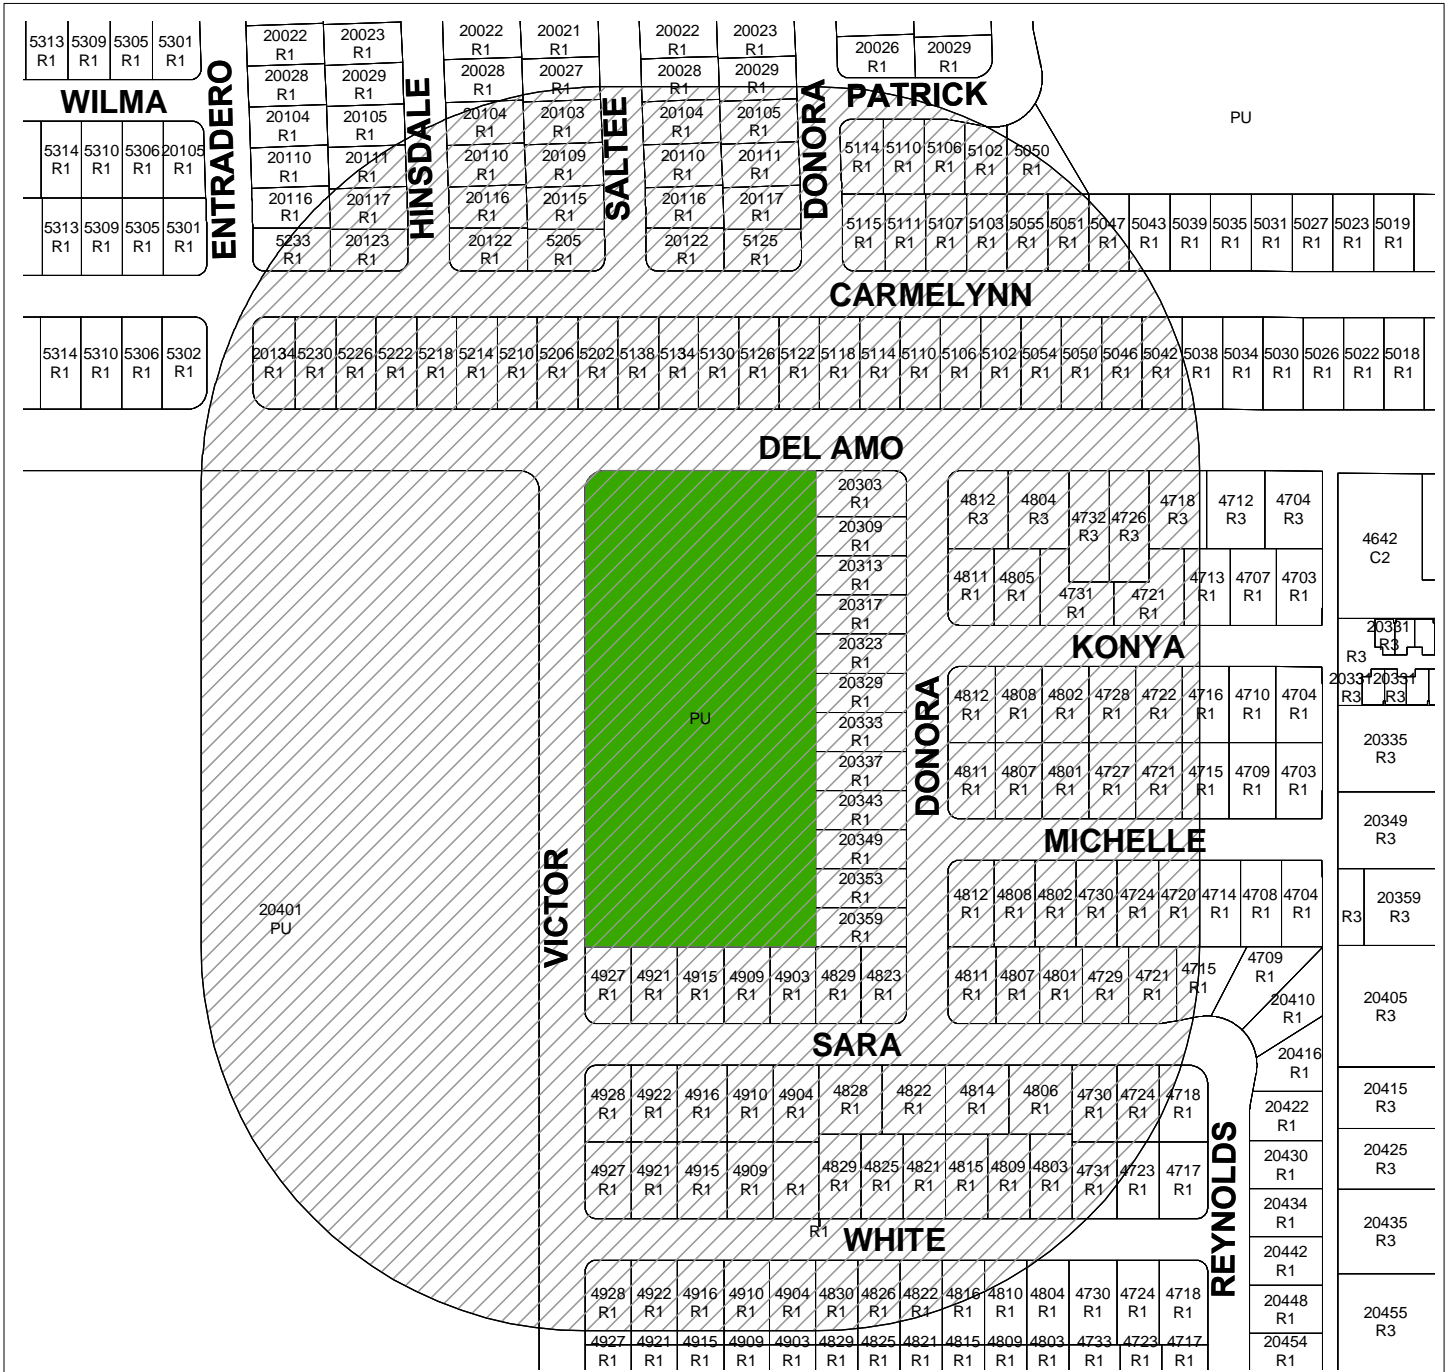 5313 5309 5305 5301
R1 R1 R1 R1
20022 20023
R1 R1
20022 20021
R1 R1
20022 20023
R1 R1
20026 20029
R1 R1
20028 20029
R1 R1
20028 20027
R1 R1
20028 20029
R1 R1
WILMA
ENTRADERO
HINSDALE
SALTEE
DONORA
PATRICK
PU
20104 20105
R1 R1
20104 20103
R1 R1
20104 20105
R1 R1
5314 5310 5306 20105
R1 R1 R1 R1
20110 20111
R1 R1
20110 20109
R1 R1
20110 20111
R1 R1
5114 5110 5106 5102 5050
R1 R1 R1 R1 R1
20116 20117
R1 R1
20116 20115
R1 R1
20116 20117
R1 R1
5313 5309 5305 5301
R1 R1 R1 R1
5233 20123
R1 R1
20122 5205
R1 R1
20122 5125
R1 R1
5115 5111 5107 5103 5055 5051 5047 5043 5039 5035 5031 5027 5023 5019
R1 R1 R1 R1 R1 R1 R1 R1 R1 R1 R1 R1 R1 R1
CARMELYNN
5314 5310 5306 5302
R1 R1 R1 R1
20134 5230 5226 5222 5218 5214 5210 5206 5202 5138 5134 5130 5126 5122 5118 5114 5110 5106 5102 5054 5050 5046 5042 5038 5034 5030 5026 5022 5018
R1 R1 R1 R1 R1 R1 R1 R1 R1 R1 R1 R1 R1 R1 R1 R1 R1 R1 R1 R1 R1 R1 R1 R1 R1 R1 R1 R1 R1
DEL AMO
20303
R1
20309
R1
20313
R1
20317
R1
20323
R1
20329
R1
20333
R1
20337
R1
20343
R1
20349
R1
20353
R1
20359
R1
PU
20401
PU
VICTOR
DONORA
4812 4804 4732 4726 4718 4712 4704
R3 R3 R3 R3 R3 R3 R3
4811 4805 4731 4721 4713 4707 4703
R1 R1 R1 R1 R1 R1 R1
KONYA
4812 4808 4802 4728 4722 4716 4710 4704
R1 R1 R1 R1 R1 R1 R1 R1
4811 4807 4801 4727 4721 4715 4709 4703
R1 R1 R1 R1 R1 R1 R1 R1
MICHELLE
4812 4808 4802 4730 4724 4720 4714 4708 4704
R1 R1 R1 R1 R1 R1 R1 R1 R1
4811 4807 4801 4729 4721 4715 4709
R1 R1 R1 R1 R1 R1 R1
20410
R1
4642
C2
20331
R3
R3
20331 20331
R3 R3
20335
R3
20349
R3
R3
20359
R3
20405
R3
20415
R3
20425
R3
20435
R3
20455
R3
4927 4921 4915 4909 4903 4829 4823
R1 R1 R1 R1 R1 R1 R1
SARA
4928 4922 4916 4910 4904 4828 4822 4814 4806 4730 4724 4718
R1 R1 R1 R1 R1 R1 R1 R1 R1 R1 R1 R1
4927 4921 4915 4909 4829 4825 4821 4815 4809 4803 4731 4723 4717
R1 R1 R1 R1 R1 R1 R1 R1 R1 R1 R1 R1 R1 R1
R1
WHITE
REYNOLDS
20416
R1
20422
R1
20430
R1
20434
R1
20442
R1
20448
R1
20454
R1
4928 4922 4916 4910 4904 4830 4826 4822 4816 4810 4804 4730 4724 4718
R1 R1 R1 R1 R1 R1 R1 R1 R1 R1 R1 R1 R1 R1
4927 4921 4915 4909 4903 4829 4825 4821 4815 4809 4803 4733 4723 4717
R1 R1 R1 R1 R1 R1 R1 R1 R1 R1 R1 R1 R1 R1